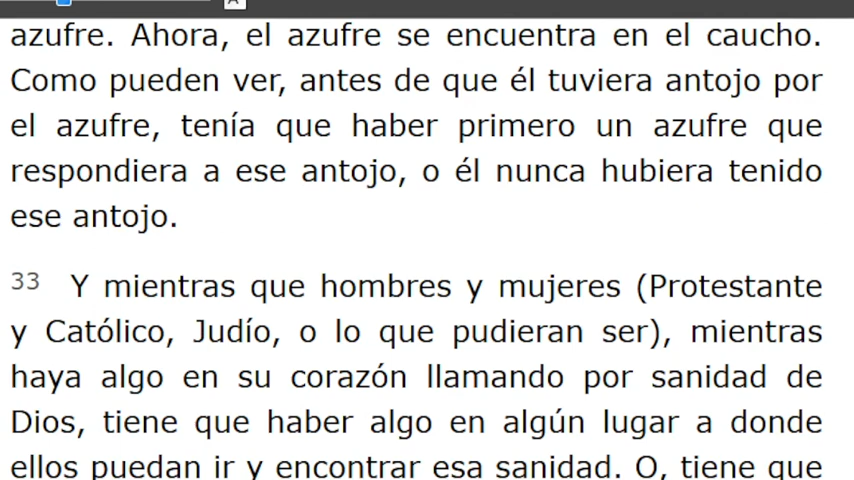 azufre. Ahora, el azufre se encuentra en el caucho.
Como pueden ver, antes de que él tuviera antojo por
el azufre, tenía que haber primero un azufre que
respondiera a ese antojo, o él nunca hubiera tenido
ese antojo.
33 Y mientras que hombres y mujeres (Protestante
y Católico, Judío, o lo que pudieran ser), mientras
haya algo en su corazón llamando por sanidad de
Dios, tiene que haber algo en algún lugar a donde
ellos puedan ir y encontrar esa sanidad. O, tiene que